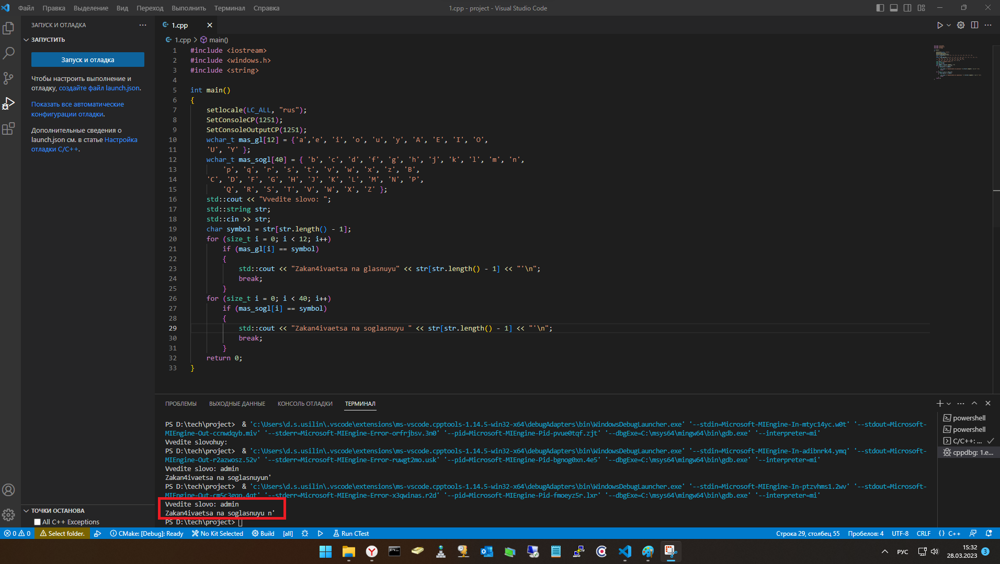 Файл Правка Выделение Вид Переход Выполнить Терминал Справка
1.cpp - project - Visual Studio Code
ЗАПУСК И ОТЛАДКА
ЗАПУСТИТЬ
Запуск и отладка
Чтобы настроить выполнение и
отладку, создайте файл launch.json.
Показать все автоматические
конфигурации отладки.
Дополнительные сведения о
launch.json см. в статье Настройка
отладки C/C++.
ТОЧКИ ОСТАНОВА
All C++ Exceptions
1.cpp
1.cpp > main()
1 #include <iostream>
2 #include <windows.h>
3 #include <string>
4
5 int main()
6 {
7 setlocale(LC_ALL, "rus");
8 SetConsoleCP(1251);
9 SetConsoleOutputCP(1251);
10 wchar_t mas_gl[12] = {'a','e', 'i', 'o', 'u', 'y', 'A', 'E', 'I', 'O',
11 'U', 'Y' };
12 wchar_t mas_sogl[40] = { 'b', 'c', 'd', 'f', 'g', 'h', 'j', 'k', 'l', 'm', 'n',
13 'p', 'q', 'r', 's', 't', 'v', 'w', 'x', 'z', 'B',
14 'C', 'D', 'F', 'G', 'H', 'J', 'K', 'L', 'M', 'N', 'P',
15 'Q', 'R', 'S', 'T', 'V', 'W', 'X', 'Z' };
16 std::cout << "Vvedite slovo: ";
17 std::string str;
18 std::cin >> str;
19 char symbol = str[str.length() - 1];
20 for (size_t i = 0; i < 12; i++)
21 if (mas_gl[i] == symbol)
22 {
23 std::cout << "Zakan4ivaetsa na glasnuyu" << str[str.length() - 1] << "'\n";
24 break;
25 }
26 for (size_t i = 0; i < 40; i++)
27 if (mas_sogl[i] == symbol)
28 {
29 std::cout << "Zakan4ivaetsa na soglasnuyu " << str[str.length() - 1] << "'\n";
30 break;
31 }
32 return 0;
33 }
ПРОБЛЕМЫ ВЫХОДНЫЕ ДАННЫЕ КОНСОЛЬ ОТЛАДКИ ТЕРМИНАЛ
PS D:\tech\project> & 'c:\Users\d.s.usilin\.vscode\extensions\ms-vscode.cpptools-1.14.5-win32-x64\debugAdapters\bin\WindowsDebugLauncher.exe' '--stdin=Microsoft-MIEngine-In-mtyc14yc.w0t' '--stdout=Microsoft-
MIEngine-Out-ccnwdqyb.miv' '--stderr=Microsoft-MIEngine-Error-orfrjbsv.3n0' '--pid=Microsoft-MIEngine-Pid-pvue0tqf.zjt' '--dbgExe=C:\msys64\mingw64\bin\gdb.exe' '--interpreter=mi'
Vvedite slovohuy:
PS D:\tech\project> & 'c:\Users\d.s.usilin\.vscode\extensions\ms-vscode.cpptools-1.14.5-win32-x64\debugAdapters\bin\WindowsDebugLauncher.exe' '--stdin=Microsoft-MIEngine-In-adibnrk4.ymq' '--stdout=Microsoft-
MIEngine-Out-r2azwosz.52v' '--stderr=Microsoft-MIEngine-Error-ruwgt2mo.usk' '--pid=Microsoft-MIEngine-Pid-bgnog0xn.4e5' '--dbgExe=C:\msys64\mingw64\bin\gdb.exe' '--interpreter=mi'
Vvedite slovo: admin
Zakan4ivaetsa na soglasnuyun'
PS D:\tech\project> & 'c:\Users\d.s.usilin\.vscode\extensions\ms-vscode.cpptools-1.14.5-win32-x64\debugAdapters\bin\WindowsDebugLauncher.exe' '--stdin=Microsoft-MIEngine-In-ptzvhms1.2wv' '--stdout=Microsoft-
MIEngine-Out-cm5c3gqp.4qt' '--stderr=Microsoft-MIEngine-Error-x3qwinas.r2d' '--pid=Microsoft-MIEngine-Pid-fmoeyz5r.lxr' '--dbgExe=C:\msys64\mingw64\bin\gdb.exe' '--interpreter=mi'
Vvedite slovo: admin
Zakan4ivaetsa na soglasnuyu n'
PS D:\tech\project>
powershell
powershell
C/C++: ...
cppdbg: 1.e...
0 0 Select folder. CMake: [Debug]: Ready No Kit Selected Build [all] Run CTest
Строка 29, столбец 55 Пробелов: 4 UTF-8 CRLF {} C++
РУС 15:32
28.03.2023 3